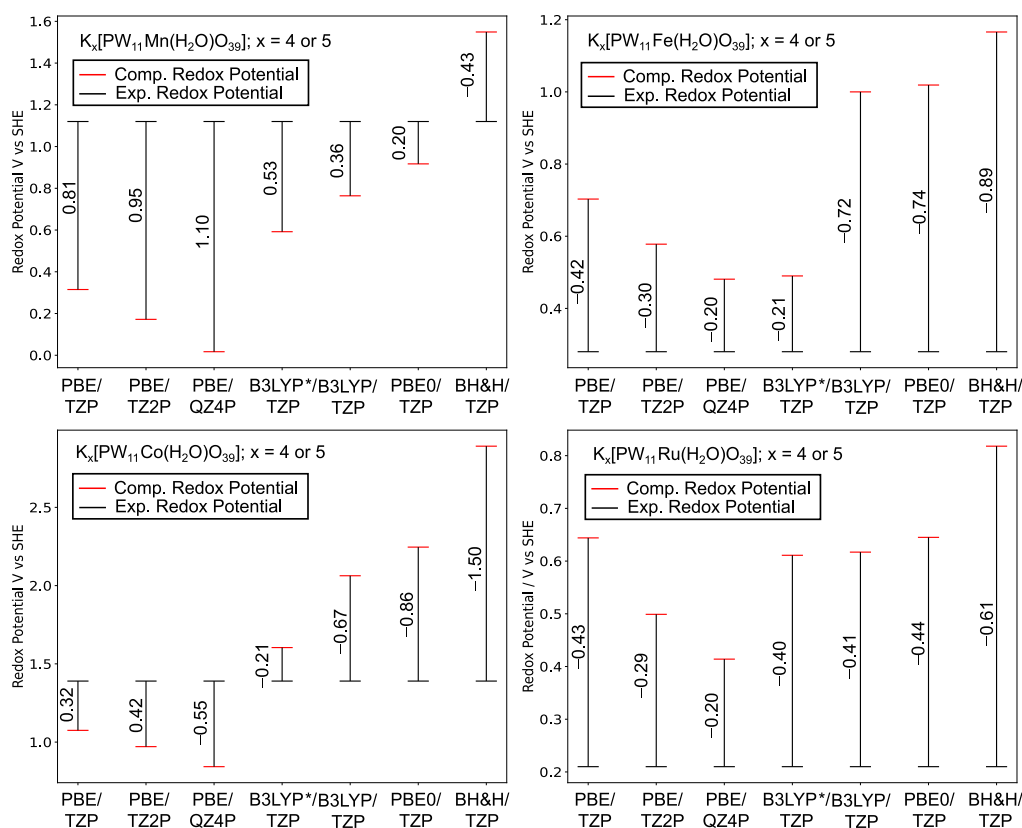 K₄[PW₁₁Mn(H₂O)O₃₉]; x = 4 or 5
Comp. Redox Potential
Exp. Redox Potential
Redox Potential V vs SHE
1.6
1.4
1.2
1.0
0.8
0.6
0.4
0.2
0.0
0.81
0.95
1.10
0.53
0.36
0.20
−0.43
PBE/ PBE/ PBE/ B3LYP*/ B3LYP/ PBE0/ BH&H/
TZP TZ2P QZ4P TZP TZP TZP TZP
Kₓ[PW₁₁Fe(H₂O)O₃₉]; x = 4 or 5
Comp. Redox Potential
Exp. Redox Potential
Redox Potential V vs SHE
1.0
0.8
0.6
0.4
−0.42
−0.30
−0.20
−0.21
−0.72
−0.74
−0.89
PBE/ PBE/ PBE/ B3LYP*/ B3LYP/ PBE0/ BH&H/
TZP TZ2P QZ4P TZP TZP TZP TZP
Kₓ[PW₁₁Co(H₂O)O₃₉]; x = 4 or 5
Comp. Redox Potential
Exp. Redox Potential
Redox Potential V vs SHE
2.5
2.0
1.5
1.0
0.32
0.42
−0.55
−0.21
−0.67
−0.86
−1.50
PBE/ PBE/ PBE/ B3LYP*/ B3LYP/ PBE0/ BH&H/
TZP TZ2P QZ4P TZP TZP TZP TZP
Kₓ[PW₁₁Ru(H₂O)O₃₉]; x = 4 or 5
Comp. Redox Potential
Exp. Redox Potential
Redox Potential / V vs SHE
0.8
0.7
0.6
0.5
0.4
0.3
0.2
−0.43
−0.29
−0.20
−0.40
−0.41
−0.44
−0.61
PBE/ PBE/ PBE/ B3LYP*/ B3LYP/ PBE0/ BH&H/
TZP TZ2P QZ4P TZP TZP TZP TZP